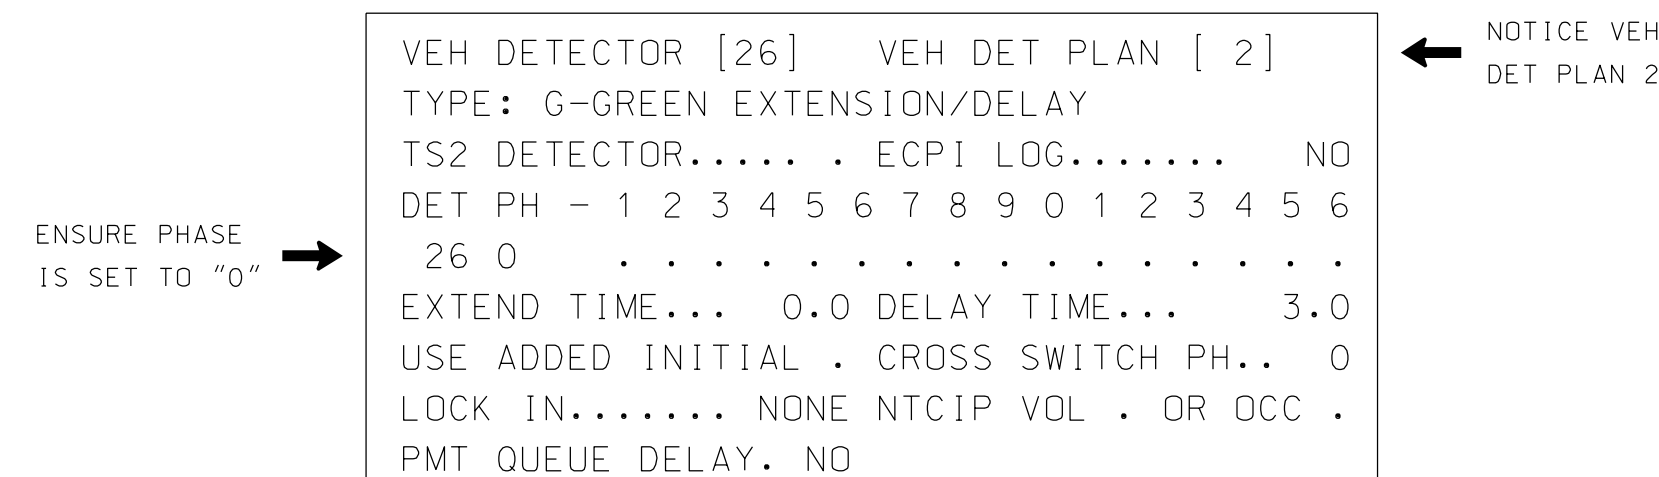 VEH DETECTOR [26] VEH DET PLAN [ 2]
TYPE: G-GREEN EXTENSION/DELAY
TS2 DETECTOR..... . ECPI LOG....... NO
DET PH - 1 2 3 4 5 6 7 8 9 0 1 2 3 4 5 6
26 0 . . . . . . . . . . . . . . . .
EXTEND TIME... 0.0 DELAY TIME... 3.0
USE ADDED INITIAL . CROSS SWITCH PH.. 0
LOCK IN....... NONE NTCIP VOL . OR OCC .
PMT QUEUE DELAY. NO
NOTICE VEH
DET PLAN 2
ENSURE PHASE
IS SET TO "0"